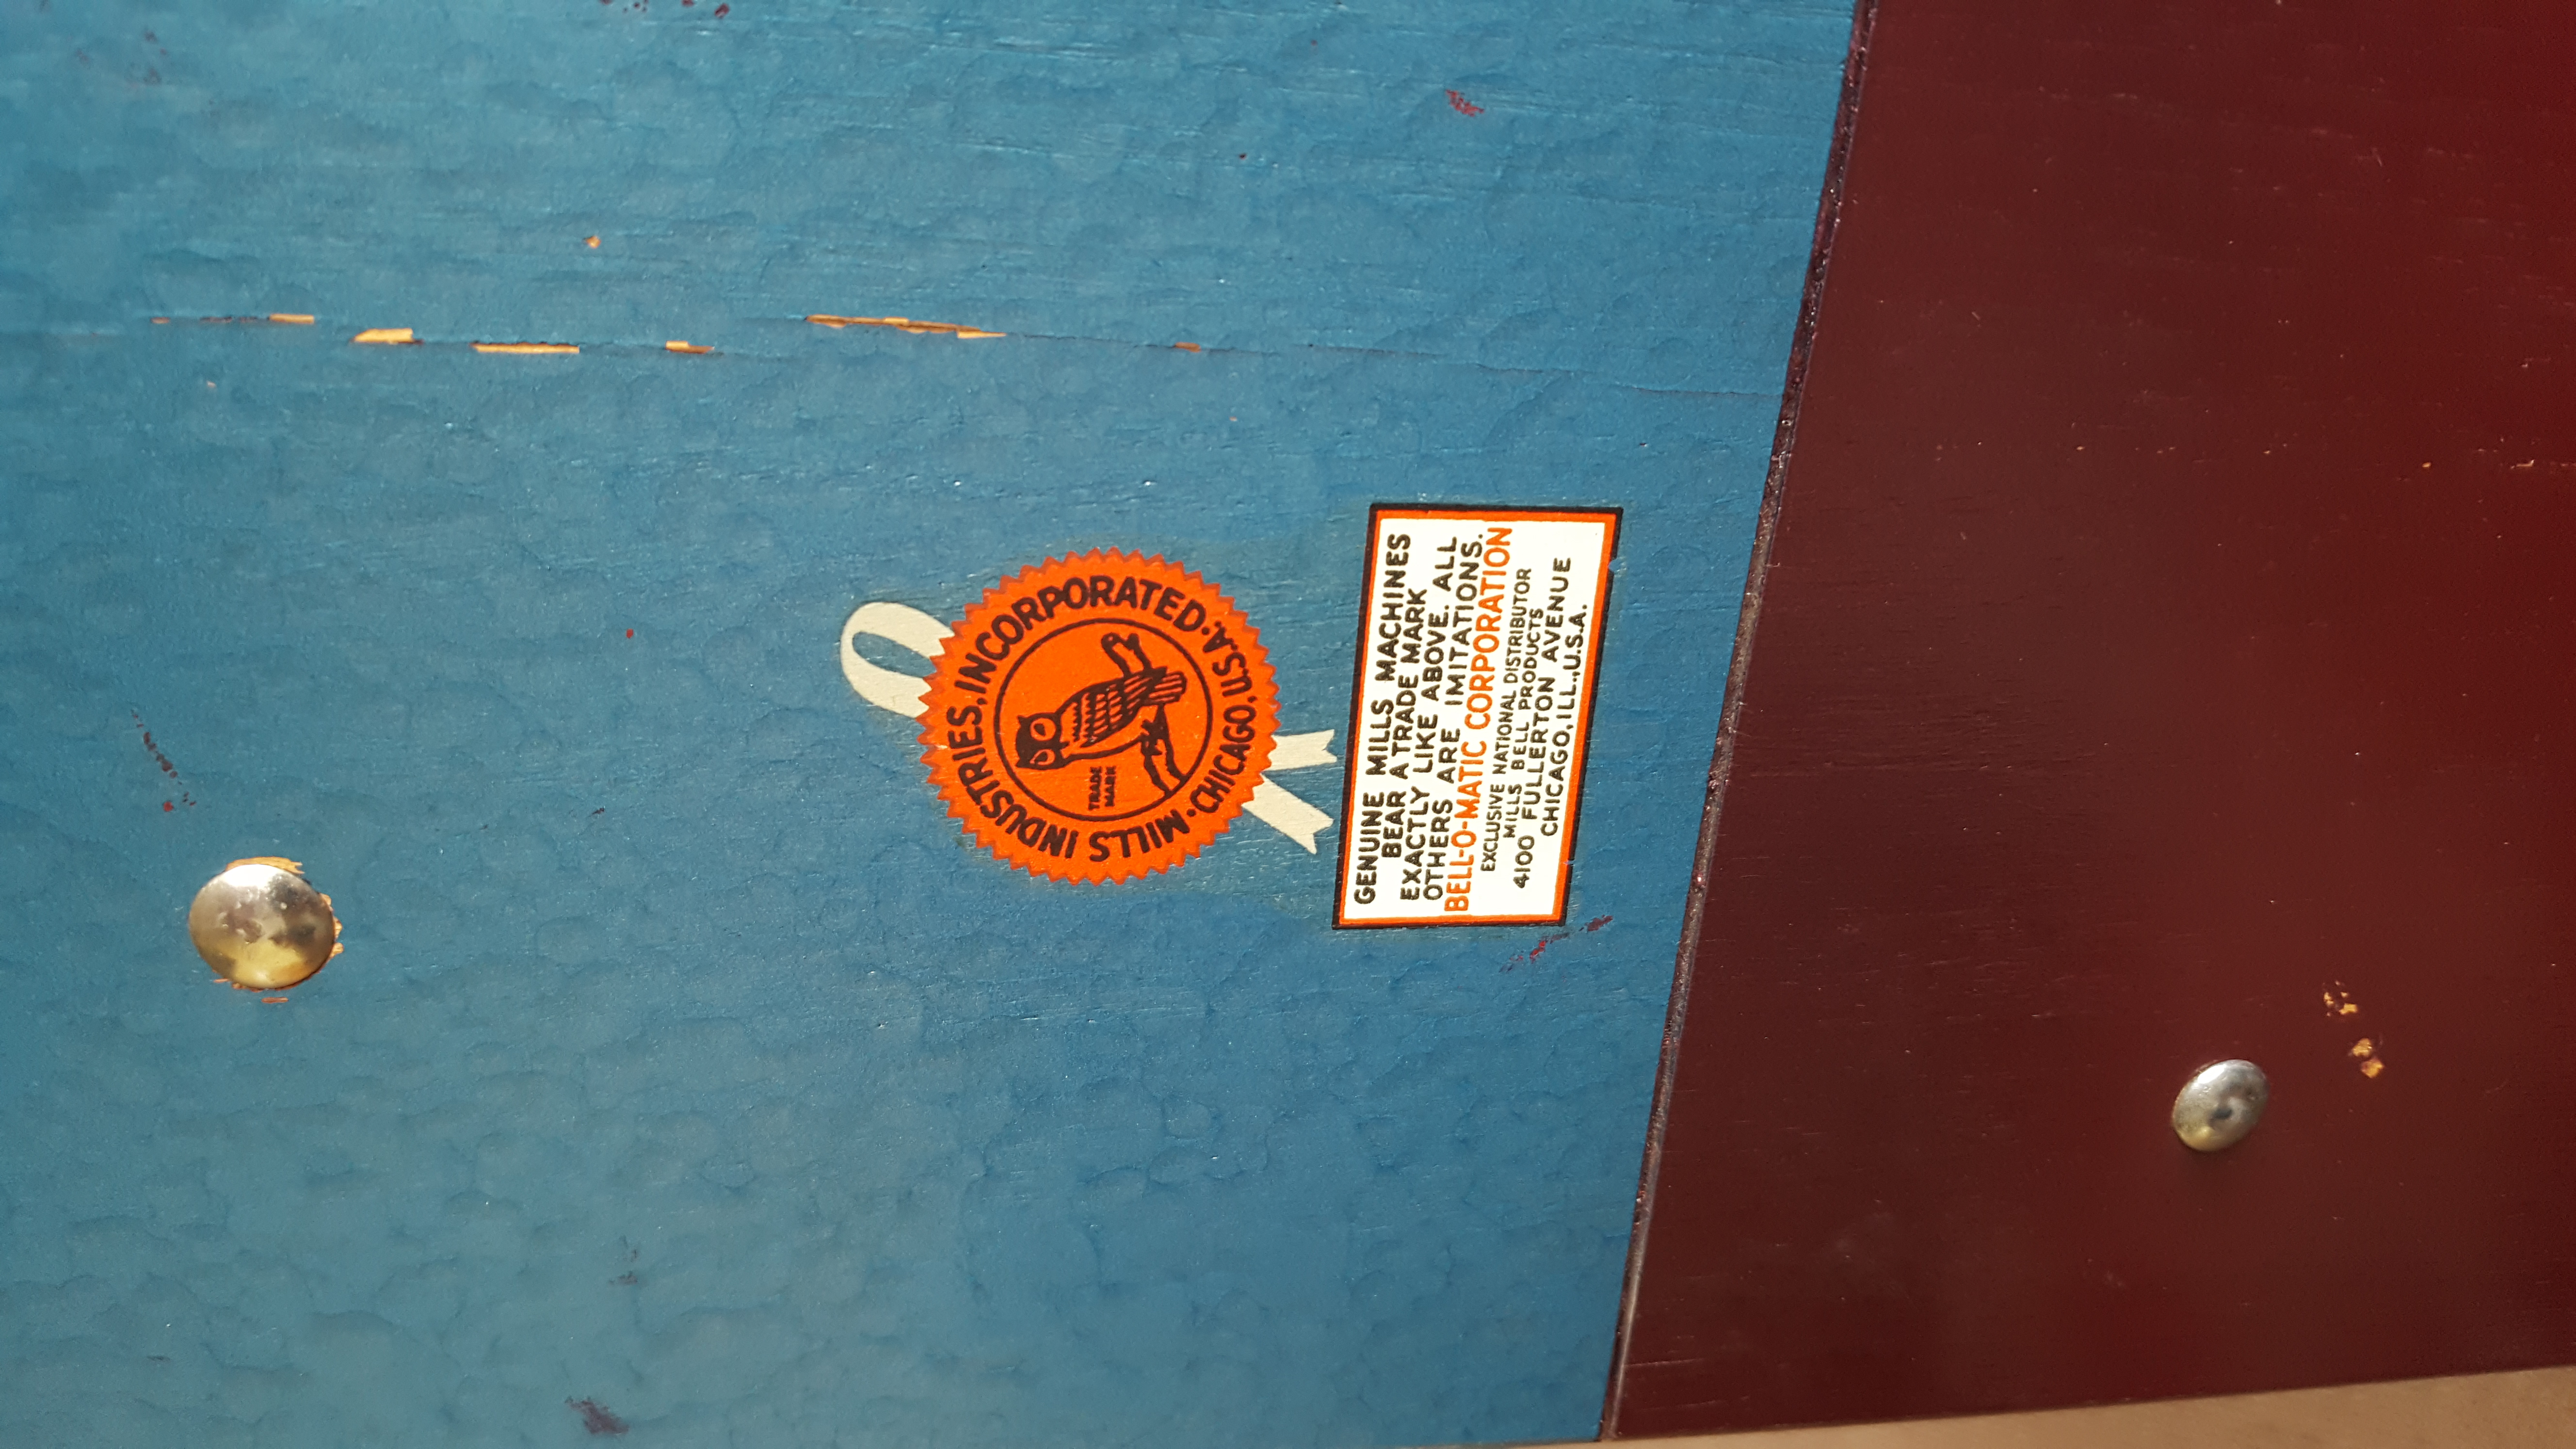 MILLS INDUSTRIES, INCORPORATED · CHICAGO, U.S.A. ·
TRADE
MARK
GENUINE MILLS MACHINES
BEAR A TRADE MARK
EXACTLY LIKE ABOVE. ALL
OTHERS ARE IMITATIONS.
BELL-O-MATIC CORPORATION
EXCLUSIVE NATIONAL DISTRIBUTOR
MILLS BELL PRODUCTS
4100 FULLERTON AVENUE
CHICAGO, ILL., U.S.A.